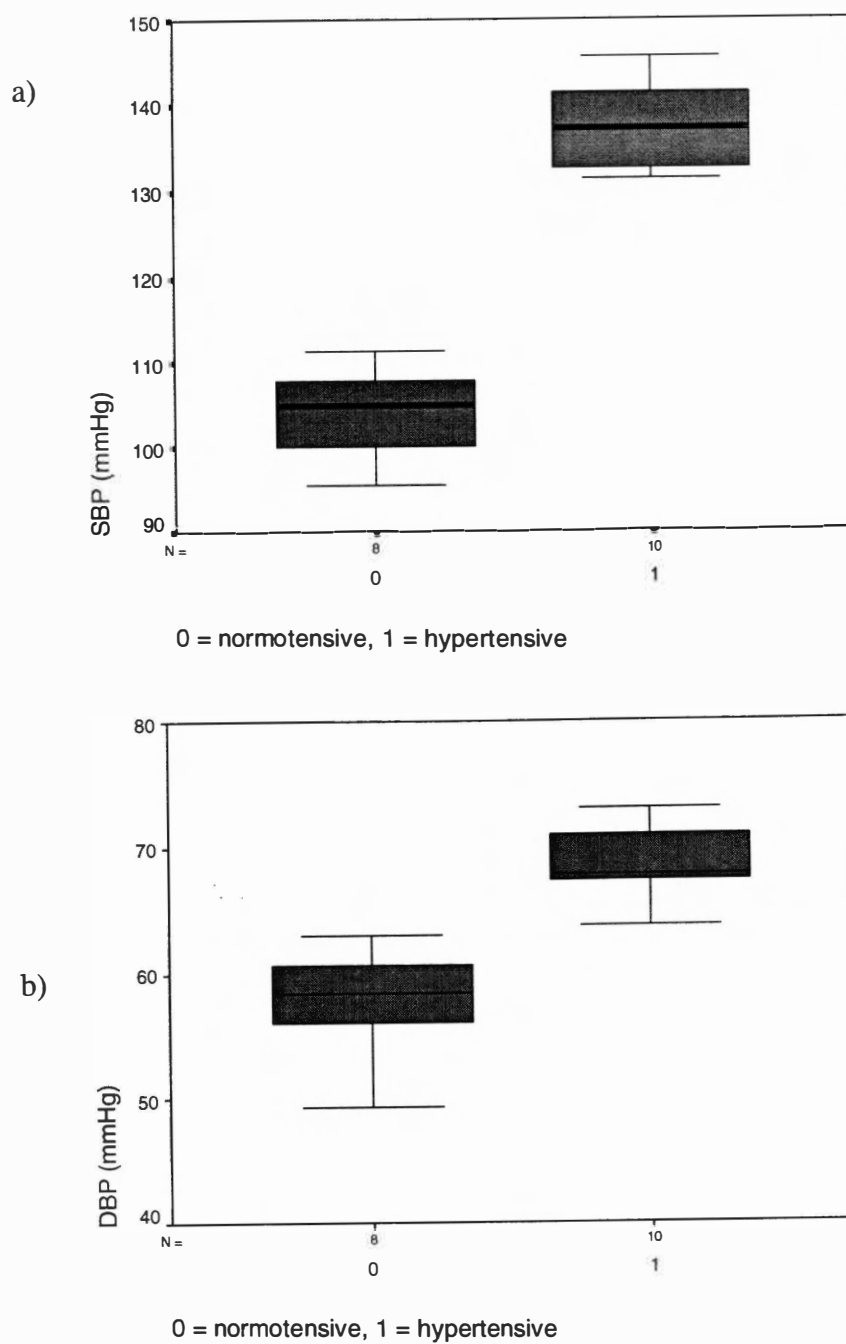 a)
SBP (mmHg)
150
140
130
120
110
100
90
N =
8
10
0
1
0 = normotensive, 1 = hypertensive
b)
DBP (mmHg)
80
70
60
50
40
N =
8
10
0
1
0 = normotensive, 1 = hypertensive